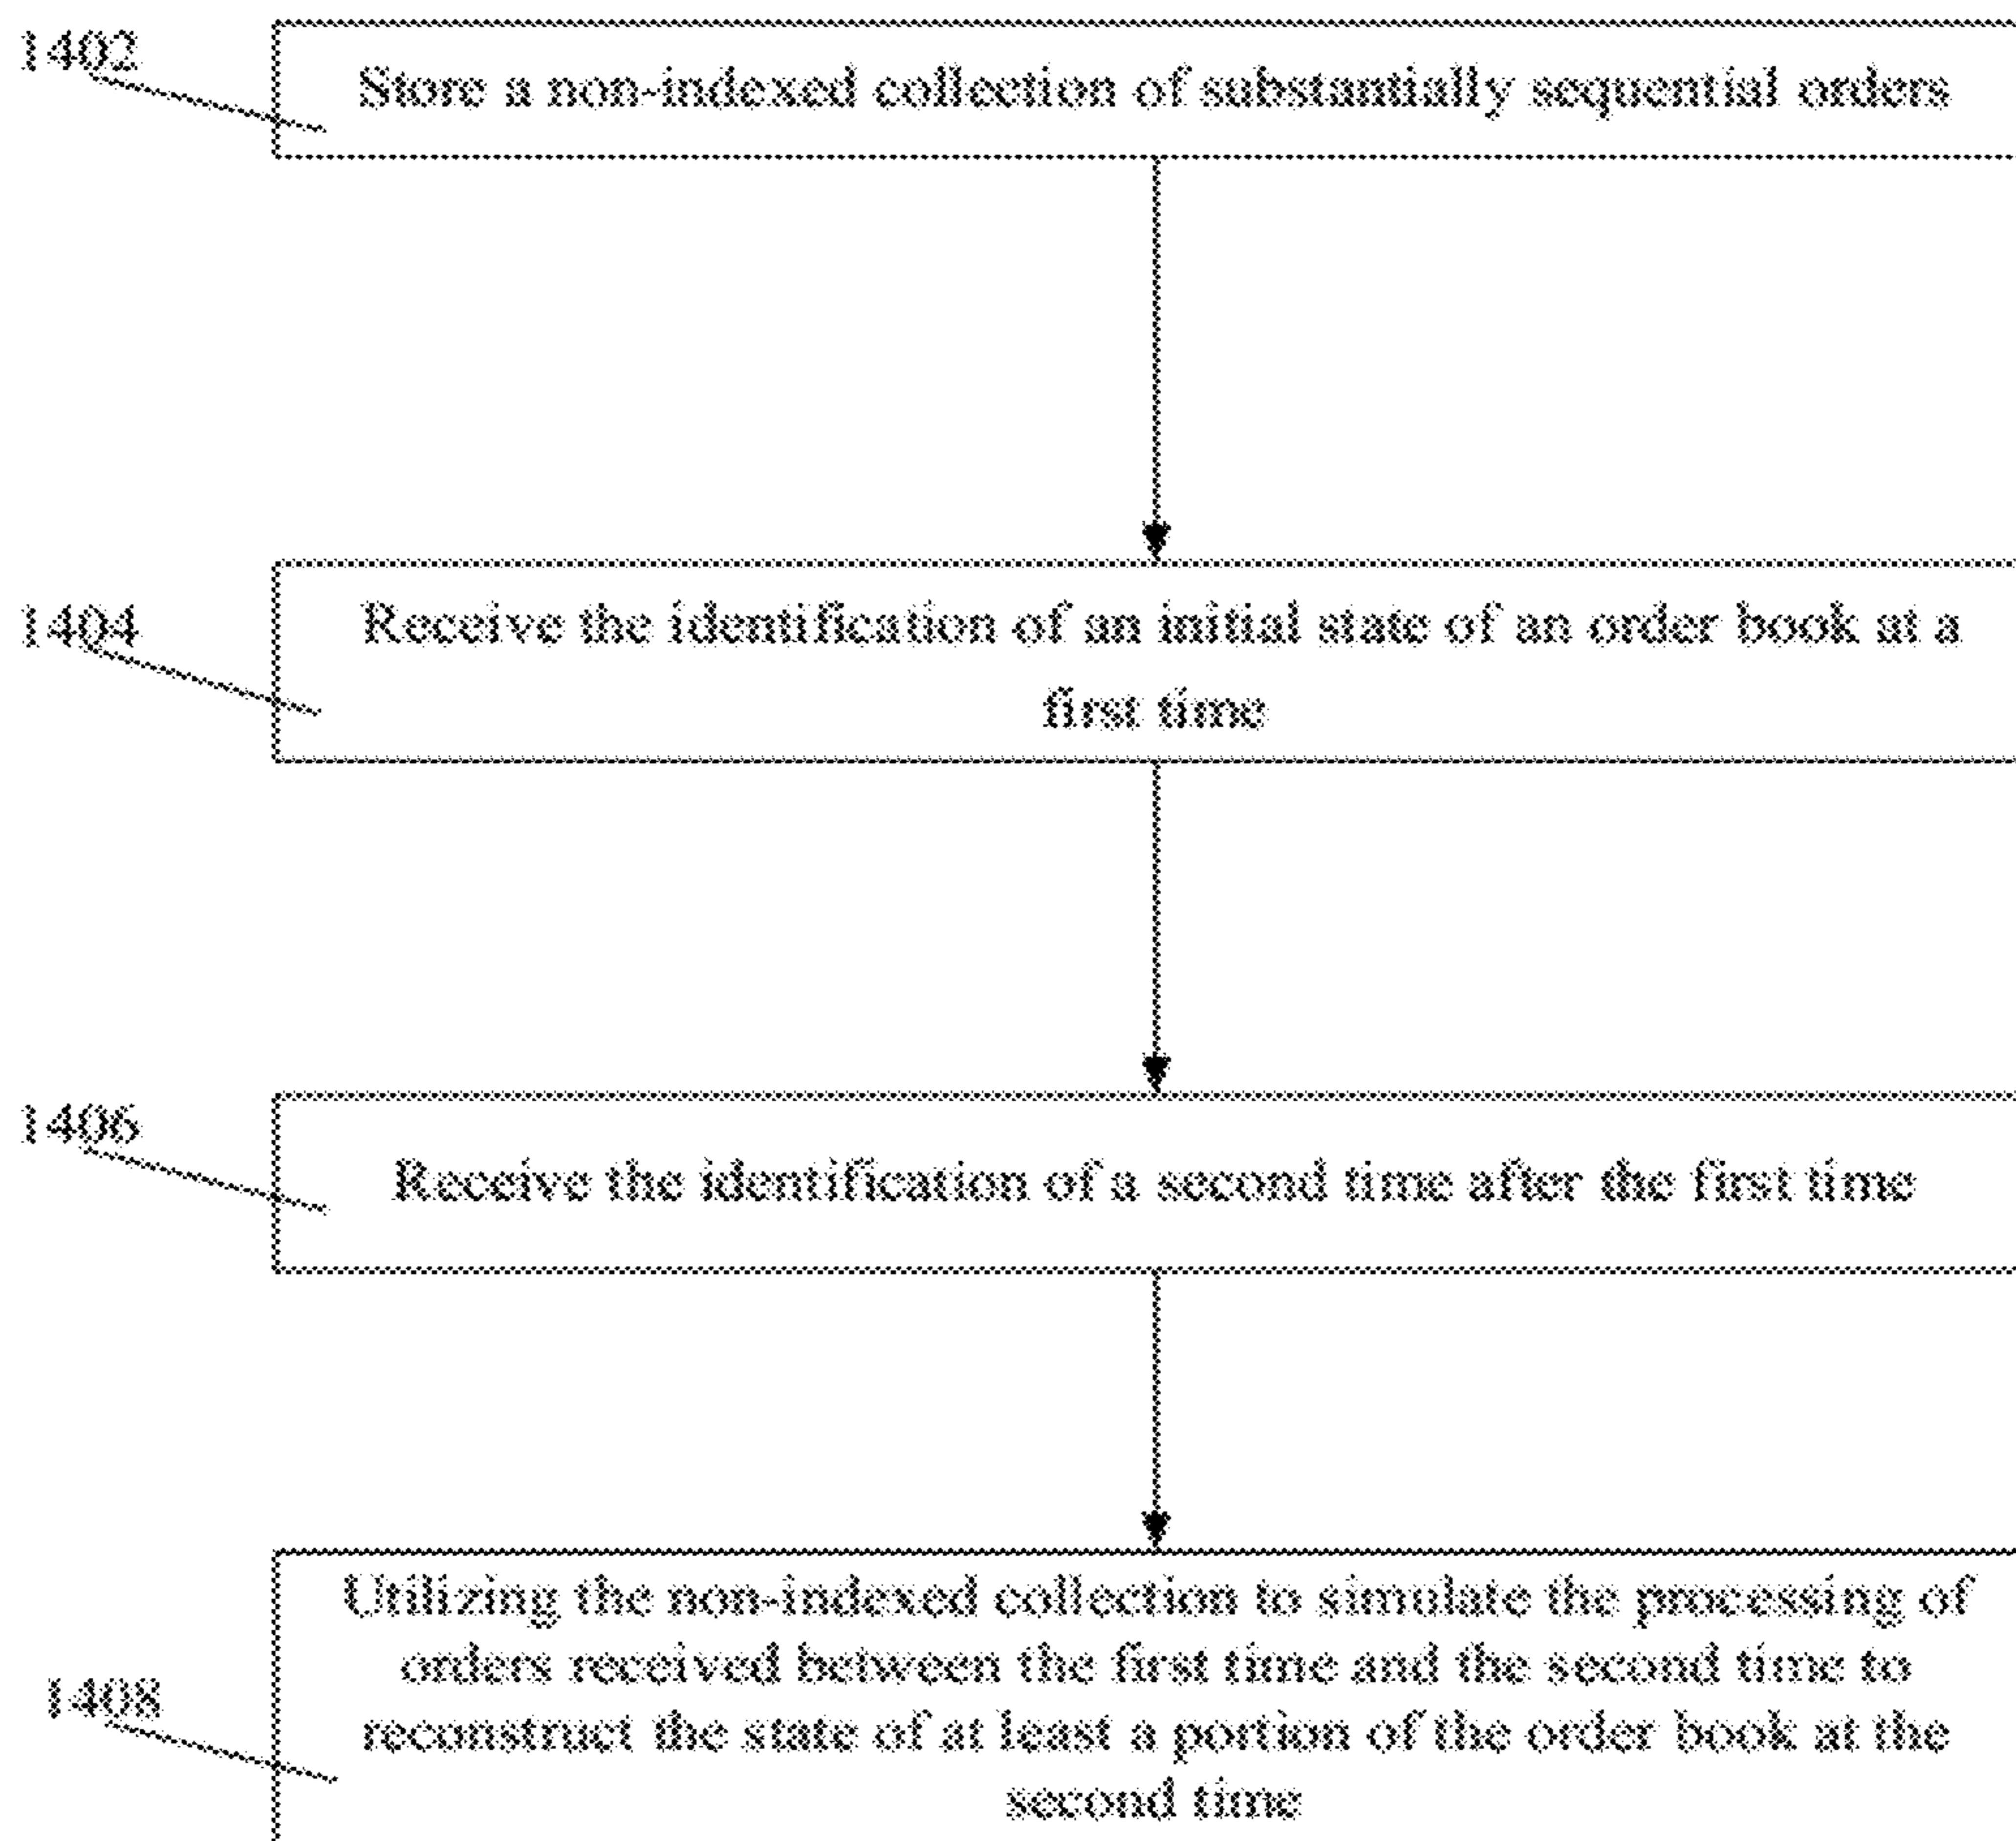 1402
Store a non-indexed collection of substantially sequential orders
1404
Receive the identification of an initial state of an order book at a
first time
1406
Receive the identification of a second time after the first time
1408
Utilizing the non-indexed collection to simulate the processing of
orders received between the first time and the second time to
reconstruct the state of at least a portion of the order book at the
second time